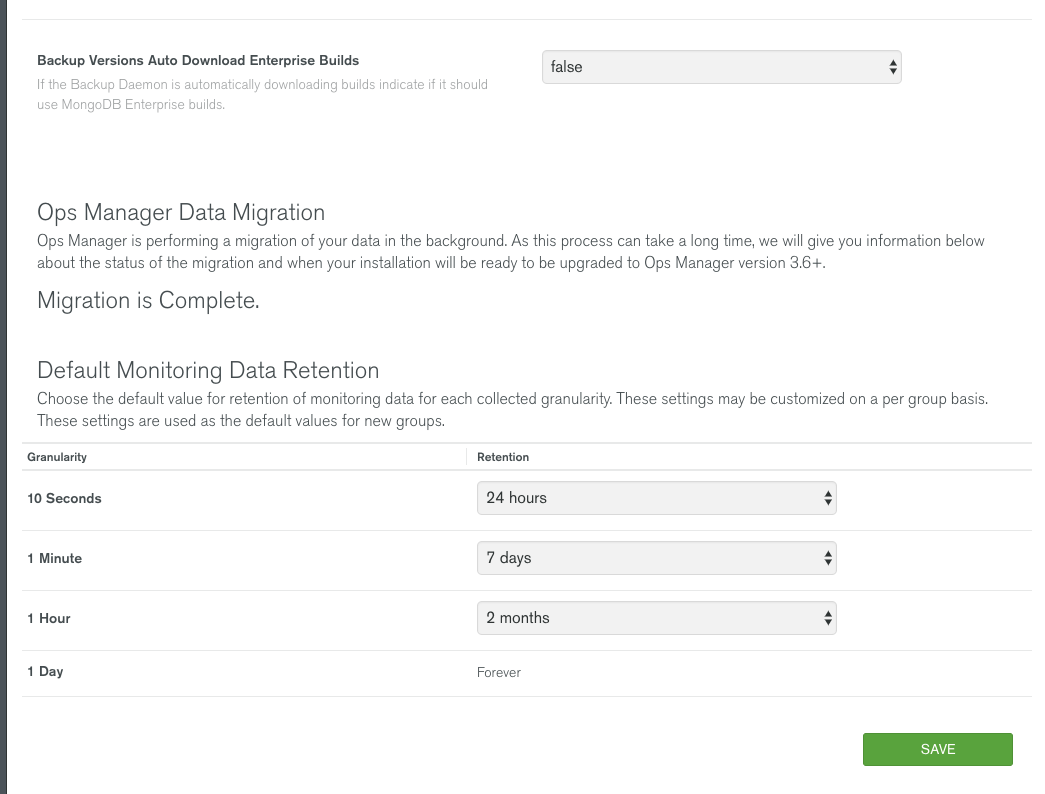 Backup Versions Auto Download Enterprise Builds
false
If the Backup Daemon is automatically downloading builds indicate if it should
use MongoDB Enterprise builds.
Ops Manager Data Migration
Ops Manager is performing a migration of your data in the background. As this process can take a long time, we will give you information below
about the status of the migration and when your installation will be ready to be upgraded to Ops Manager version 3.6+.
Migration is Complete.
Default Monitoring Data Retention
Choose the default value for retention of monitoring data for each collected granularity. These settings may be customized on a per group basis.
These settings are used as the default values for new groups.
Granularity Retention
10 Seconds 24 hours
1 Minute 7 days
1 Hour 2 months
1 Day Forever
SAVE